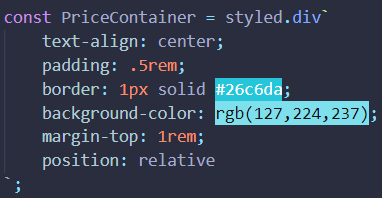 const PriceContainer = styled.div`
text-align: center;
padding: .5rem;
border: 1px solid #26c6da;
background-color: rgb(127,224,237);
margin-top: 1rem;
position: relative
`;